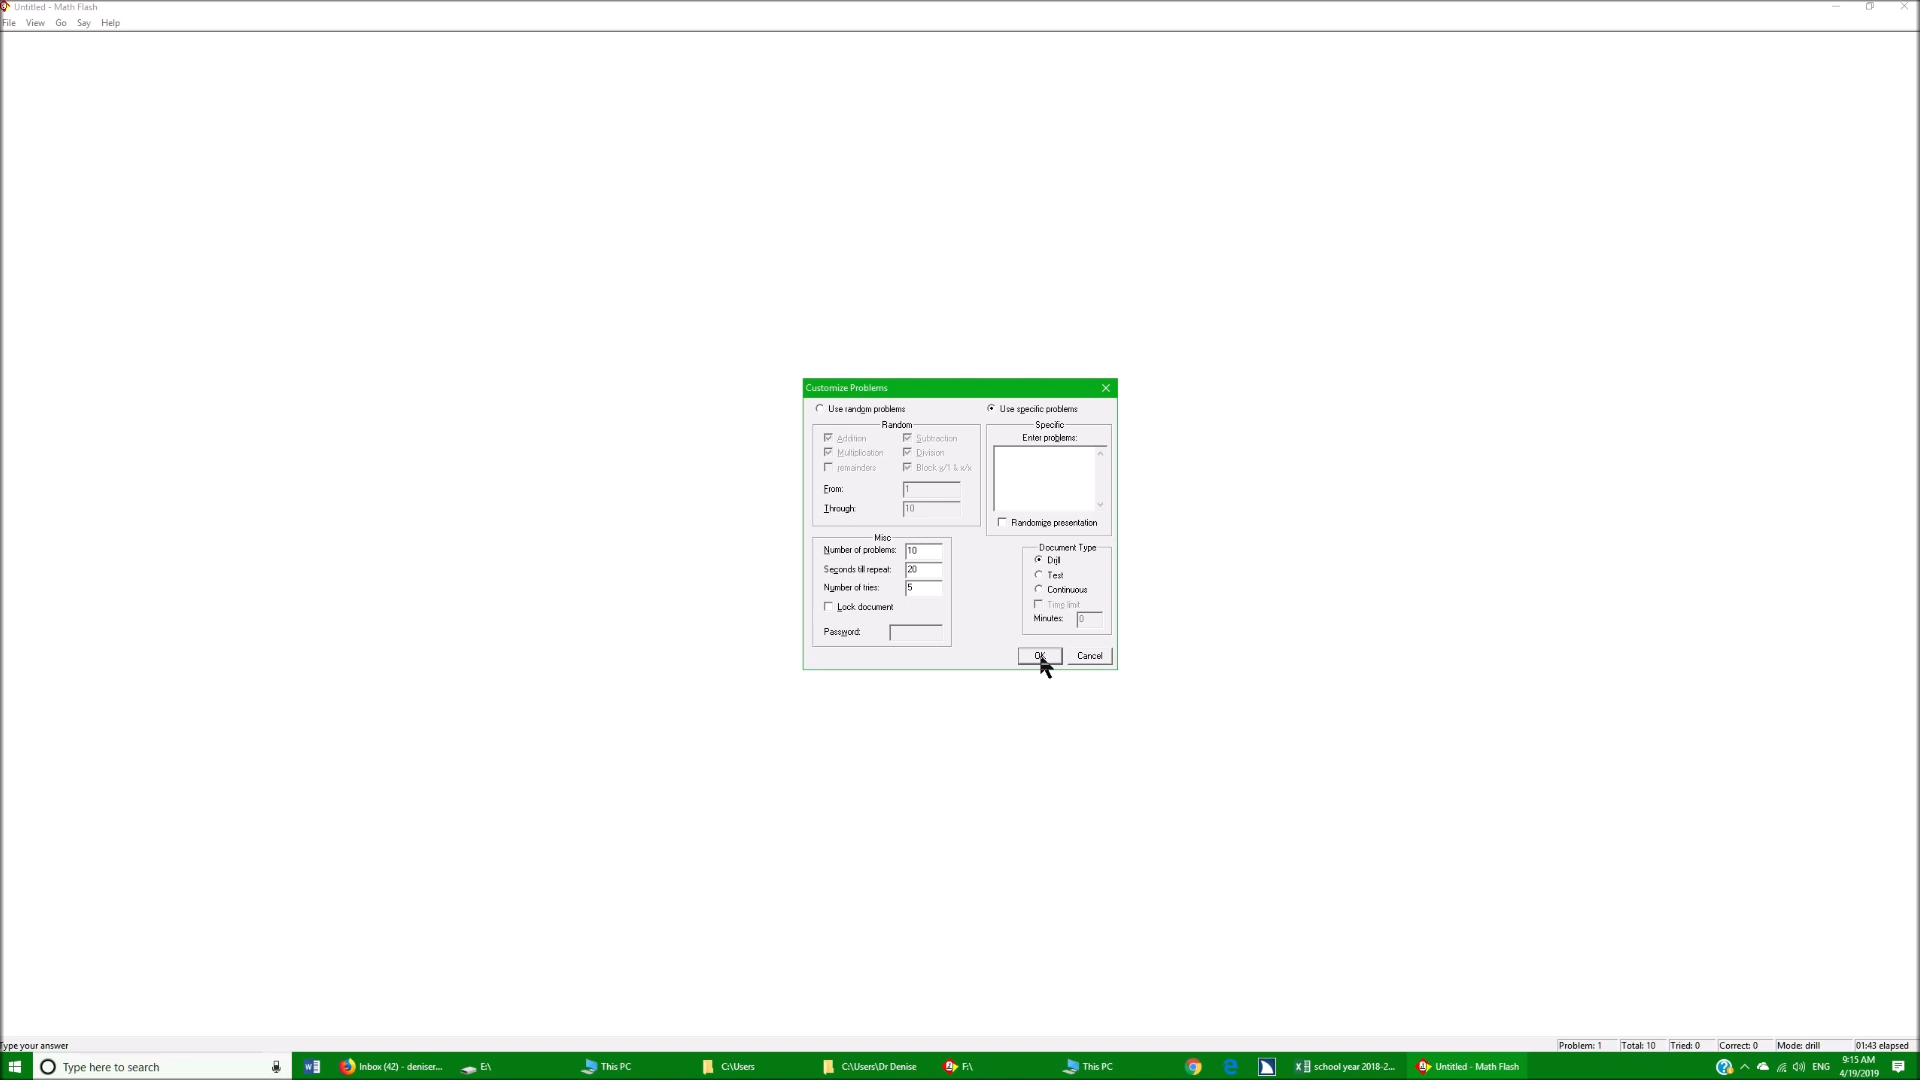 Untitled - Math Flash
File View Go Say Help
Customize Problems
Use random problems
Use specific problems
Random
Addition Subtraction
Multiplication Division
remainders Block x/1 & x/x
From: 1
Through: 10
Specific
Enter problems:
Randomize presentation
Misc
Number of problems: 10
Seconds till repeat: 20
Number of tries: 5
Lock document
Password:
Document Type
Drill
Test
Continuous
Time limit
Minutes: 0
OK Cancel
Type your answer
Problem: 1 Total: 10 Tried: 0 Correct: 0 Mode: drill 01:43 elapsed
Type here to search Inbox (42) - deniser... E:\ This PC C:\Users C:\Users\Dr Denise F:\ This PC school year 2018-2... Untitled - Math Flash ENG 9:15 AM
4/19/2019